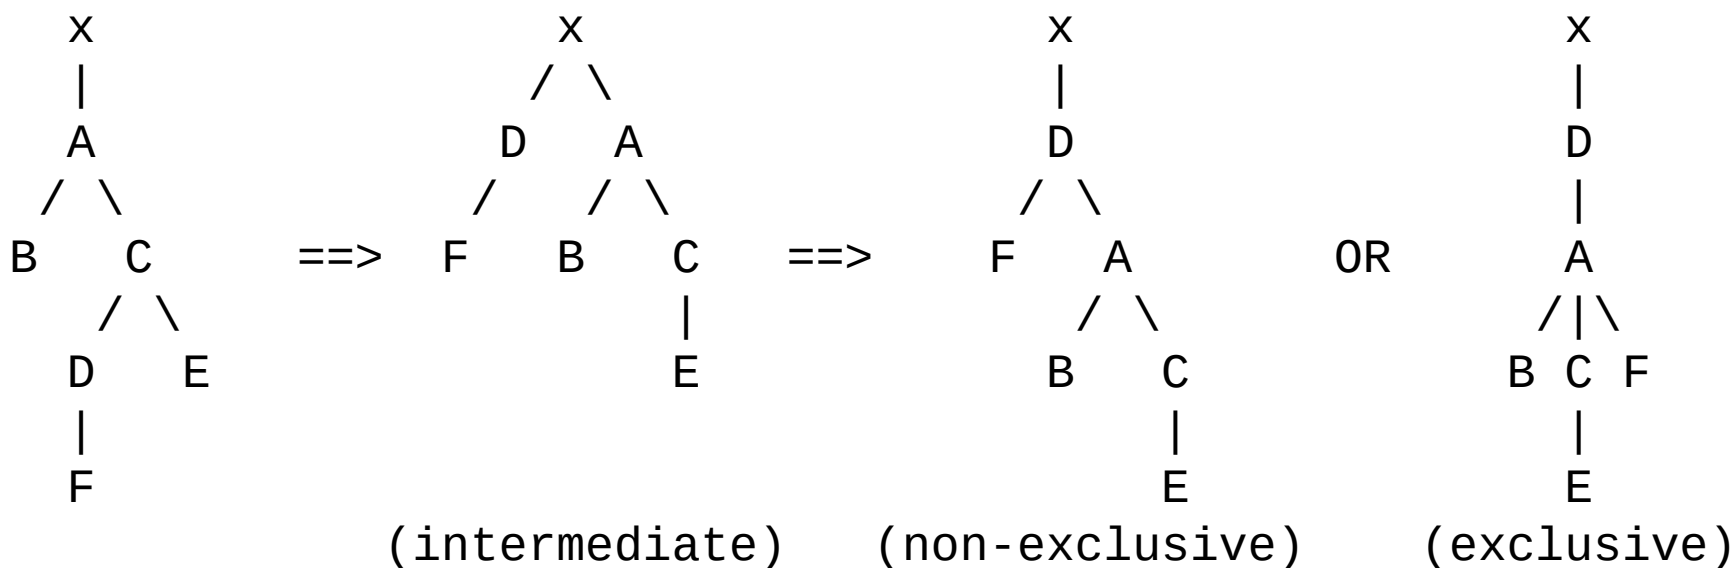 x                 x                x                 x
   |                / \               |                 |
   A               D   A              D                 D
  / \             /   / \            / \                |
 B   C     ==>   F   B   C   ==>    F   A       OR      A
    / \                  |             / \             /|\
   D   E                 E            B   C           B C F
   |                                      |             |
   F                                      E             E
              (intermediate)   (non-exclusive)    (exclusive)